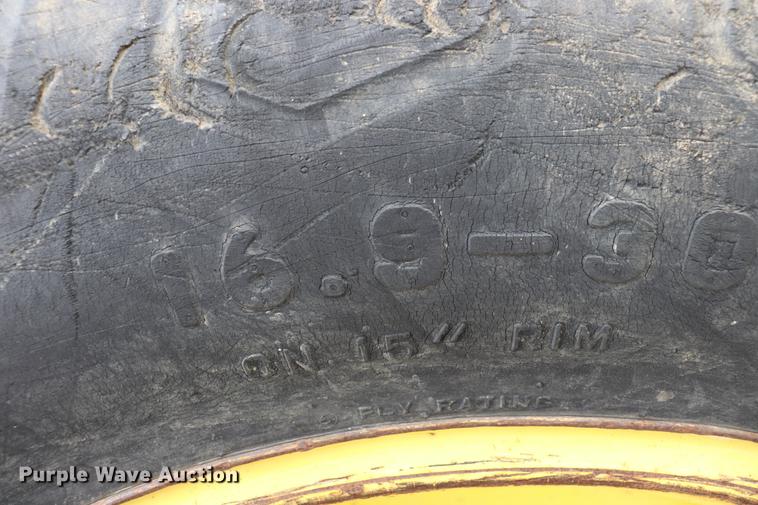 16.9-30
ON 15" RIM
PLY RATING
Purple Wave Auction